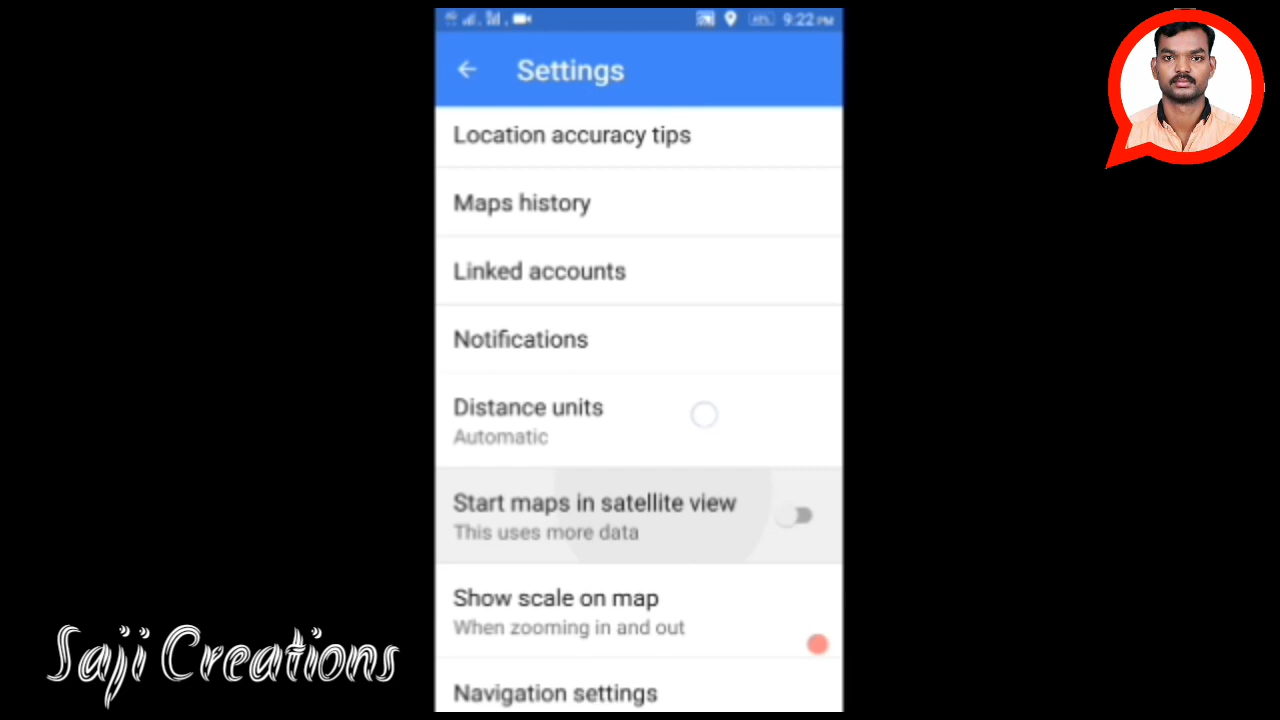 9:22 PM
Settings
Location accuracy tips
Maps history
Linked accounts
Notifications
Distance units
Automatic
Start maps in satellite view
This uses more data
Show scale on map
When zooming in and out
Navigation settings
Saji Creations